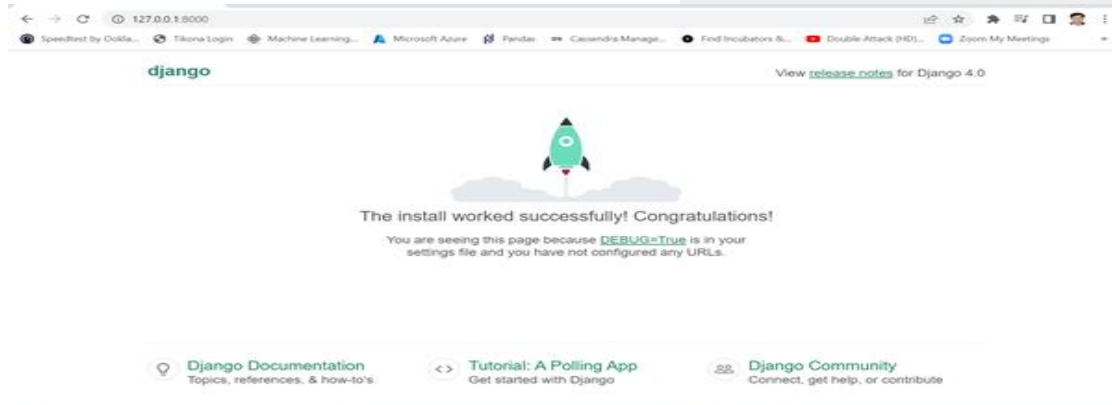 127.0.0.1:8000
Speedtest by Ookla... Tikona Login Machine Learning... Microsoft Azure Pandas Cassandra Manage... Find Incubators &... Double Attack (HD)... Zoom My Meetings
django View release notes for Django 4.0
The install worked successfully! Congratulations!
You are seeing this page because DEBUG=True is in your
settings file and you have not configured any URLs.
Django Documentation Tutorial: A Polling App Django Community
Topics, references, & how-to's Get started with Django Connect, get help, or contribute